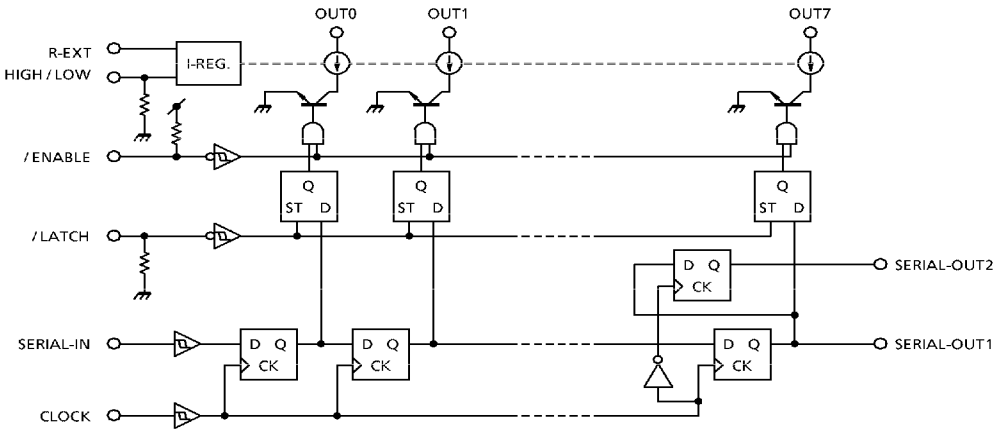 OUT0 OUT1 OUT7
R-EXT
I-REG.
HIGH / LOW
/ ENABLE
Q Q Q
ST D ST D ST D
/ LATCH
D Q SERIAL-OUT2
CK
SERIAL-IN D Q D Q D Q SERIAL-OUT1
CK CK CK
CLOCK